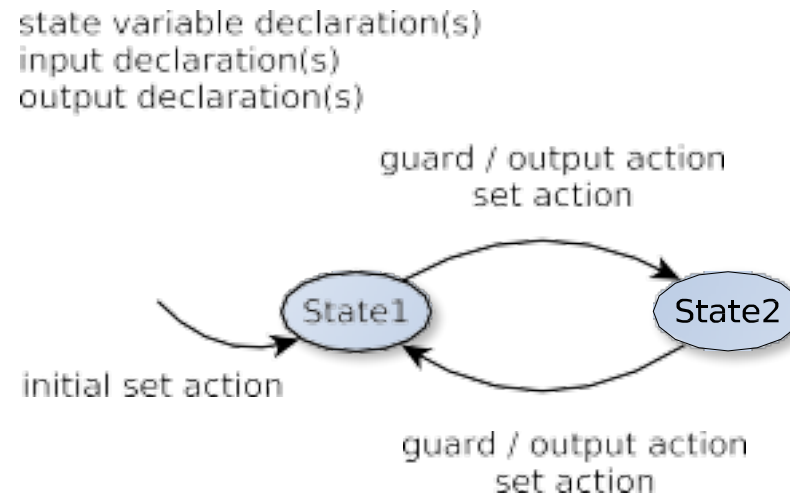 state variable declaration(s)
input declaration(s)
output declaration(s)
guard / output action
set action
State1
State2
initial set action
guard / output action
set action